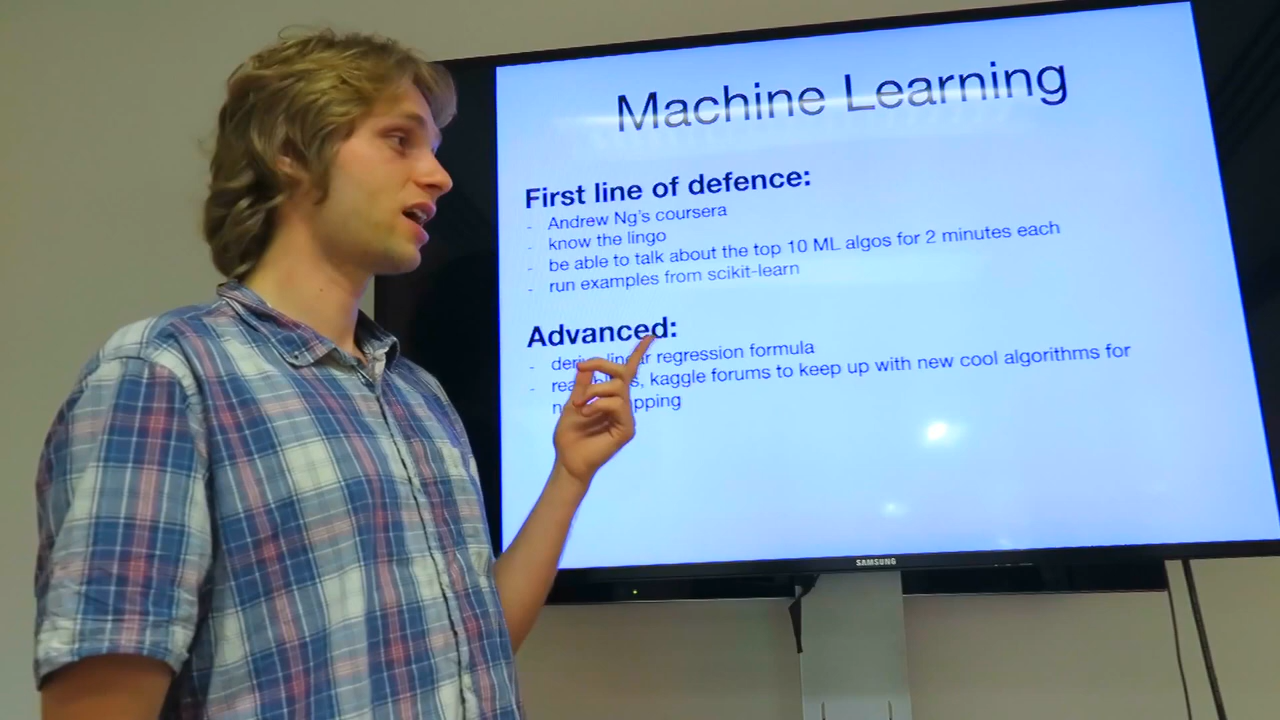 Machine Learning
First line of defence:
- Andrew Ng's coursera
- know the lingo
- be able to talk about the top 10 ML algos for 2 minutes each
- run examples from scikit-learn
Advanced:
- linear regression formula
- kaggle forums to keep up with new cool algorithms for
SAMSUNG